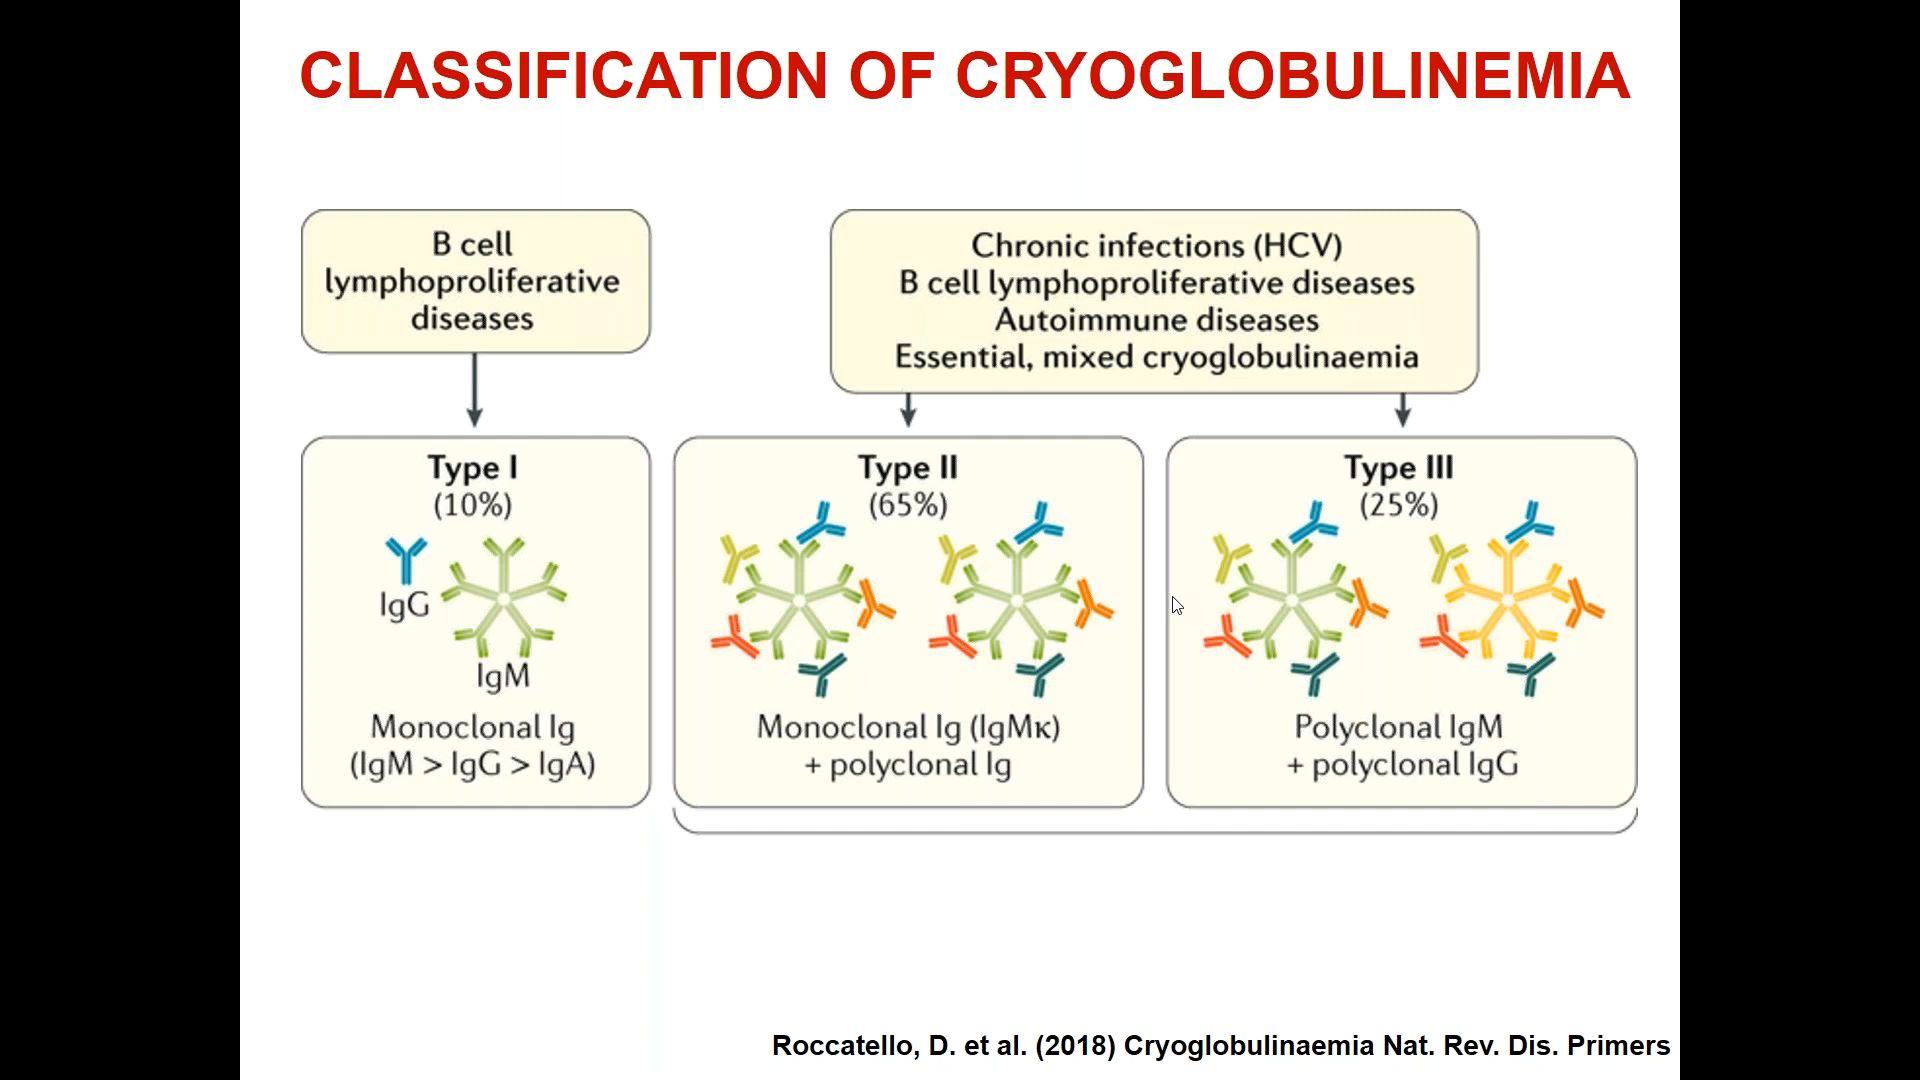 CLASSIFICATION OF CRYOGLOBULINEMIA
B cell
lymphoproliferative
diseases
Chronic infections (HCV)
B cell lymphoproliferative diseases
Autoimmune diseases
Essential, mixed cryoglobulinaemia
Type I
(10%)
IgG
IgM
Monoclonal Ig
(IgM > IgG > IgA)
Type II
(65%)
Monoclonal Ig (IgMκ)
+ polyclonal Ig
Type III
(25%)
Polyclonal IgM
+ polyclonal IgG
Roccatello, D. et al. (2018) Cryoglobulinaemia Nat. Rev. Dis. Primers